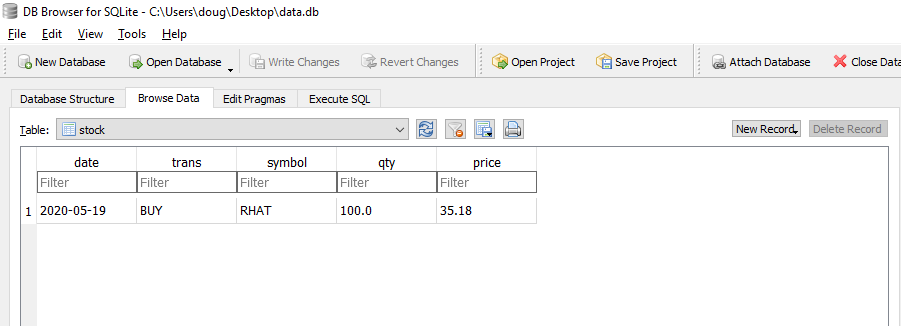 DB Browser for SQLite - C:\Users\doug\Desktop\data.db
File Edit View Tools Help
New Database Open Database Write Changes Revert Changes Open Project Save Project Attach Database Close Data
Database Structure Browse Data Edit Pragmas Execute SQL
Table: stock New Record Delete Record
date trans symbol qty price
Filter Filter Filter Filter Filter
1 2020-05-19 BUY RHAT 100.0 35.18